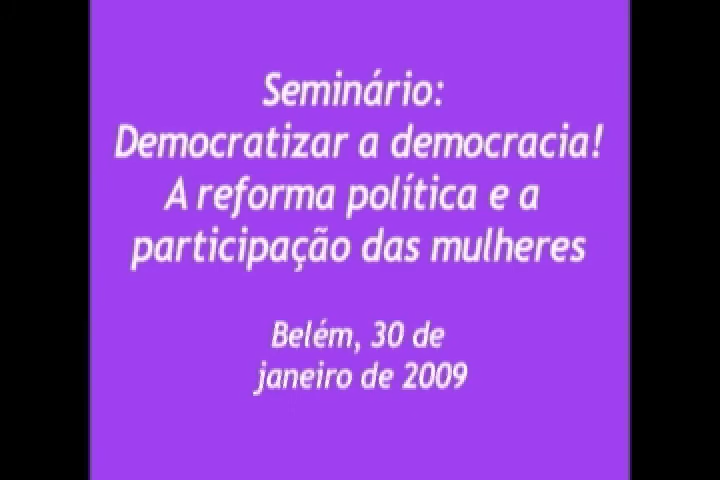 Seminário:
Democratizar a democracia!
A reforma política e a
participação das mulheres
Belém, 30 de
janeiro de 2009